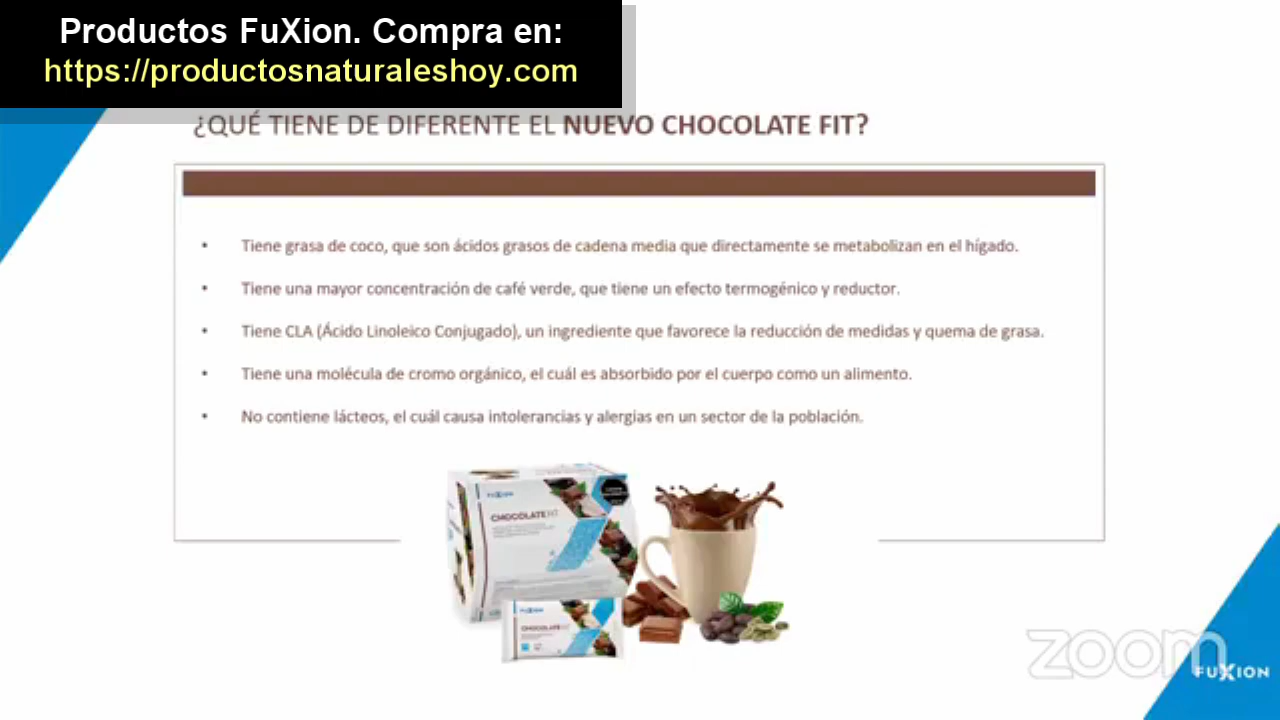 Productos FuXion. Compra en:
https://productosnaturaleshoy.com
¿QUÉ TIENE DE DIFERENTE EL NUEVO CHOCOLATE FIT?
• Tiene grasa de coco, que son ácidos grasos de cadena media que directamente se metabolizan en el hígado.
• Tiene una mayor concentración de café verde, que tiene un efecto termogénico y reductor.
• Tiene CLA (Ácido Linoleico Conjugado), un ingrediente que favorece la reducción de medidas y quema de grasa.
• Tiene una molécula de cromo orgánico, el cuál es absorbido por el cuerpo como un alimento.
• No contiene lácteos, el cuál causa intolerancias y alergias en un sector de la población.
FUXION
CHOCOLATEFIT
FUXION
CHOCOLATEFIT
zoom
FUXION